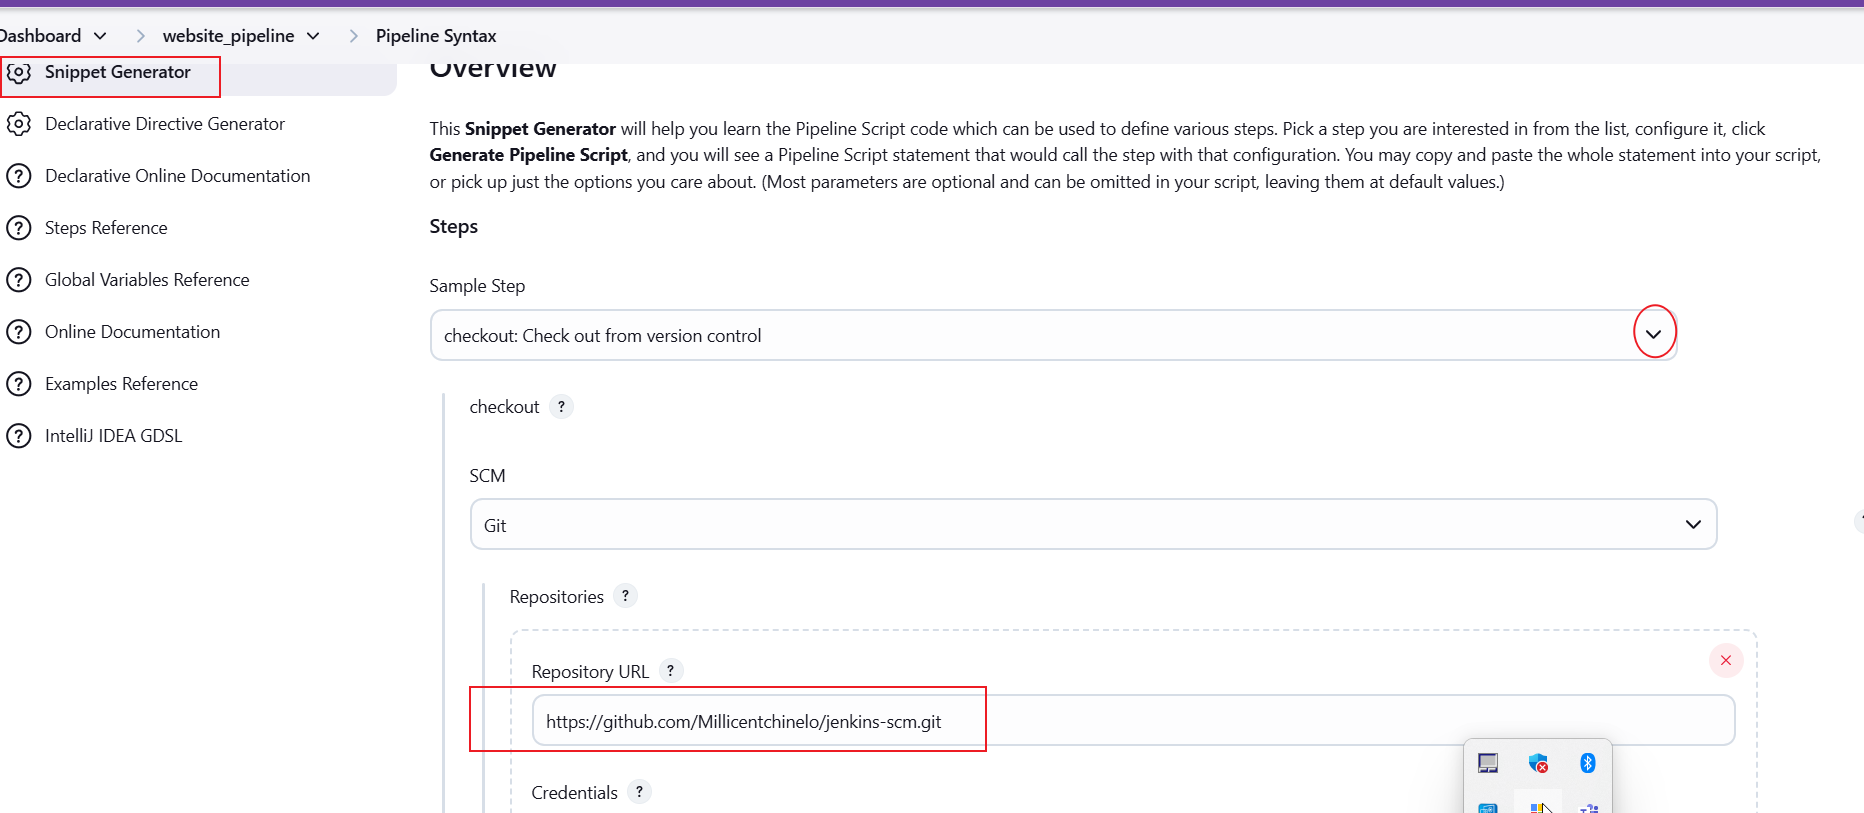 Dashboard
website_pipeline
Pipeline Syntax
Snippet Generator
Declarative Directive Generator
Declarative Online Documentation
Steps Reference
Global Variables Reference
Online Documentation
Examples Reference
IntelliJ IDEA GDSL
Overview
This Snippet Generator will help you learn the Pipeline Script code which can be used to define various steps. Pick a step you are interested in from the list, configure it, click
Generate Pipeline Script, and you will see a Pipeline Script statement that would call the step with that configuration. You may copy and paste the whole statement into your script,
or pick up just the options you care about. (Most parameters are optional and can be omitted in your script, leaving them at default values.)
Steps
Sample Step
checkout: Check out from version control
checkout ?
SCM
Git
Repositories ?
Repository URL ?
https://github.com/Millicentchinelo/jenkins-scm.git
Credentials ?